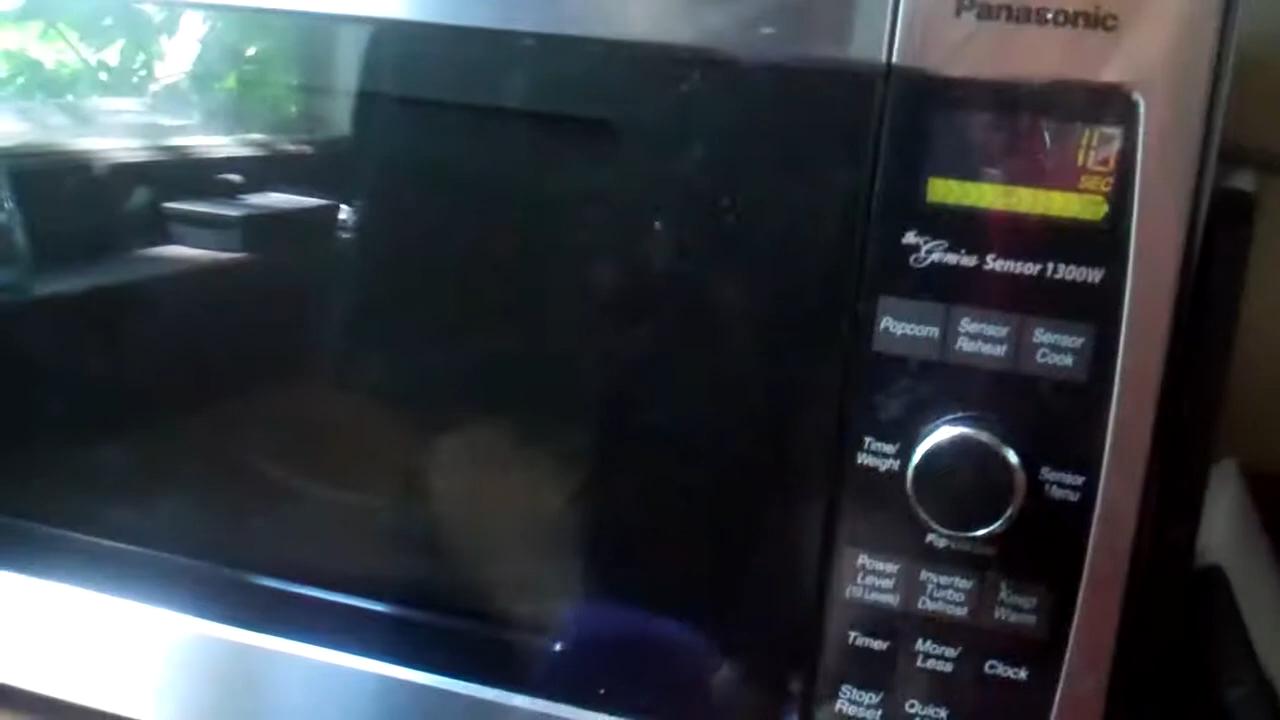 Panasonic
SEC
the Genius Sensor 1300W
Popcorn
Sensor Reheat
Sensor Cook
Time/
Weight
Sensor
Menu
Power
Level
(10 Levels)
Inverter
Turbo
Defrost
Keep
Warm
Timer
More/
Less
Clock
Stop/
Reset
Quick